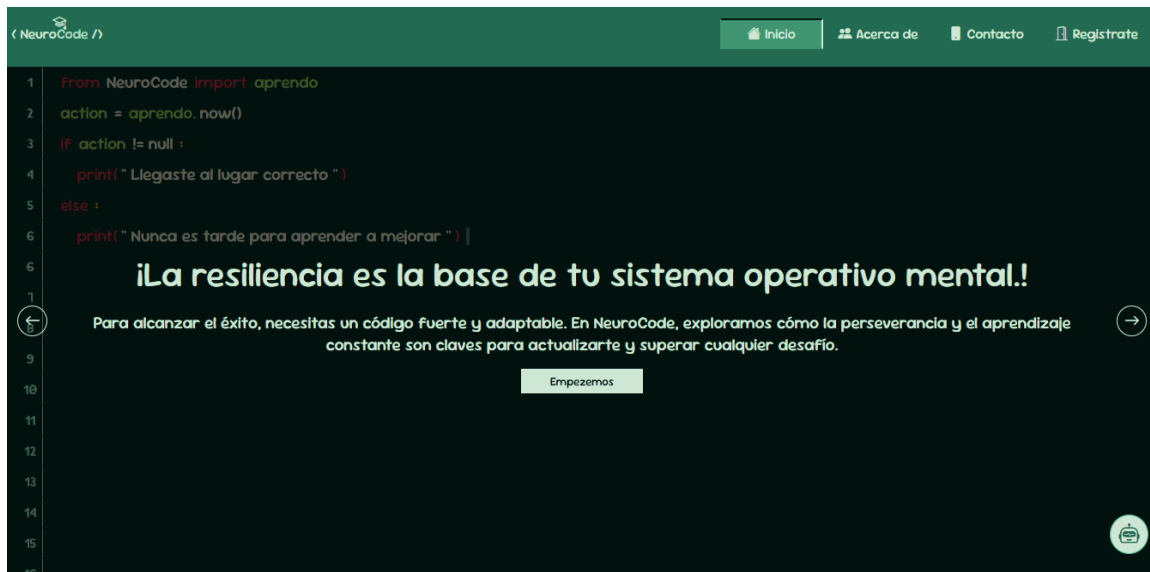 < NeuroCode />
Inicio
Acerca de
Contacto
Registrate
1 from NeuroCode import aprendo
2 action = aprendo.now()
3 if action != null :
4 print( " Llegaste al lugar correcto " )
5 else :
6 print( " Nunca es tarde para aprender a mejorar " ) |
6
¡La resiliencia es la base de tu sistema operativo mental.!
7
8
Para alcanzar el éxito, necesitas un código fuerte y adaptable. En NeuroCode, exploramos cómo la perseverancia y el aprendizaje
constante son claves para actualizarte y superar cualquier desafío.
9
Empezemos
10
11
12
13
14
15